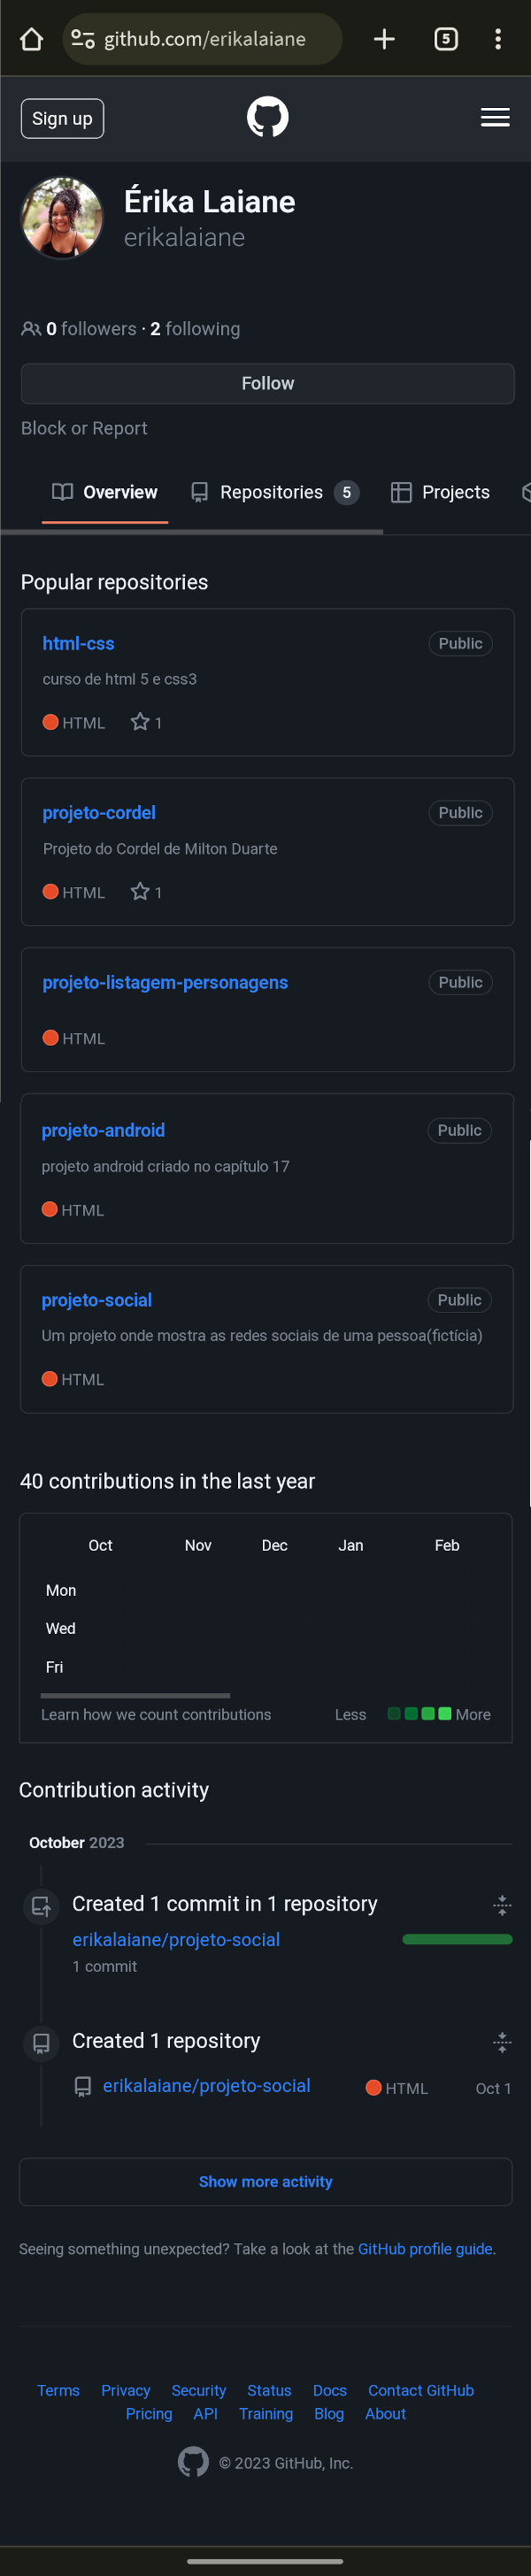 github.com/erikalaiane
5
Sign up
Érika Laiane
erikalaiane
0 followers · 2 following
Follow
Block or Report
Overview Repositories 5 Projects
Popular repositories
html-css Public
curso de html 5 e css3
HTML 1
projeto-cordel Public
Projeto do Cordel de Milton Duarte
HTML 1
projeto-listagem-personagens Public
HTML
projeto-android Public
projeto android criado no capítulo 17
HTML
projeto-social Public
Um projeto onde mostra as redes sociais de uma pessoa(fictícia)
HTML
40 contributions in the last year
Oct Nov Dec Jan Feb
Mon
Wed
Fri
Learn how we count contributions Less More
Contribution activity
October 2023
Created 1 commit in 1 repository
erikalaiane/projeto-social
1 commit
Created 1 repository
erikalaiane/projeto-social HTML Oct 1
Show more activity
Seeing something unexpected? Take a look at the GitHub profile guide.
Terms Privacy Security Status Docs Contact GitHub
Pricing API Training Blog About
© 2023 GitHub, Inc.